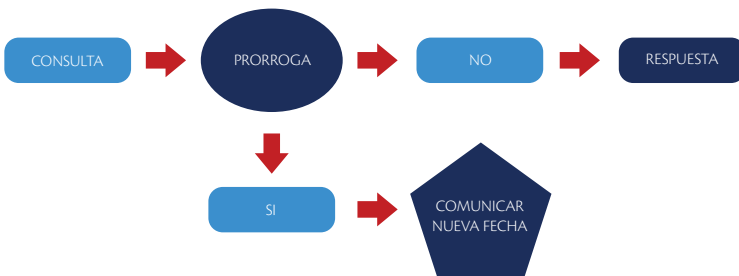 CONSULTA
PRORROGA
NO
RESPUESTA
SI
COMUNICAR
NUEVA FECHA